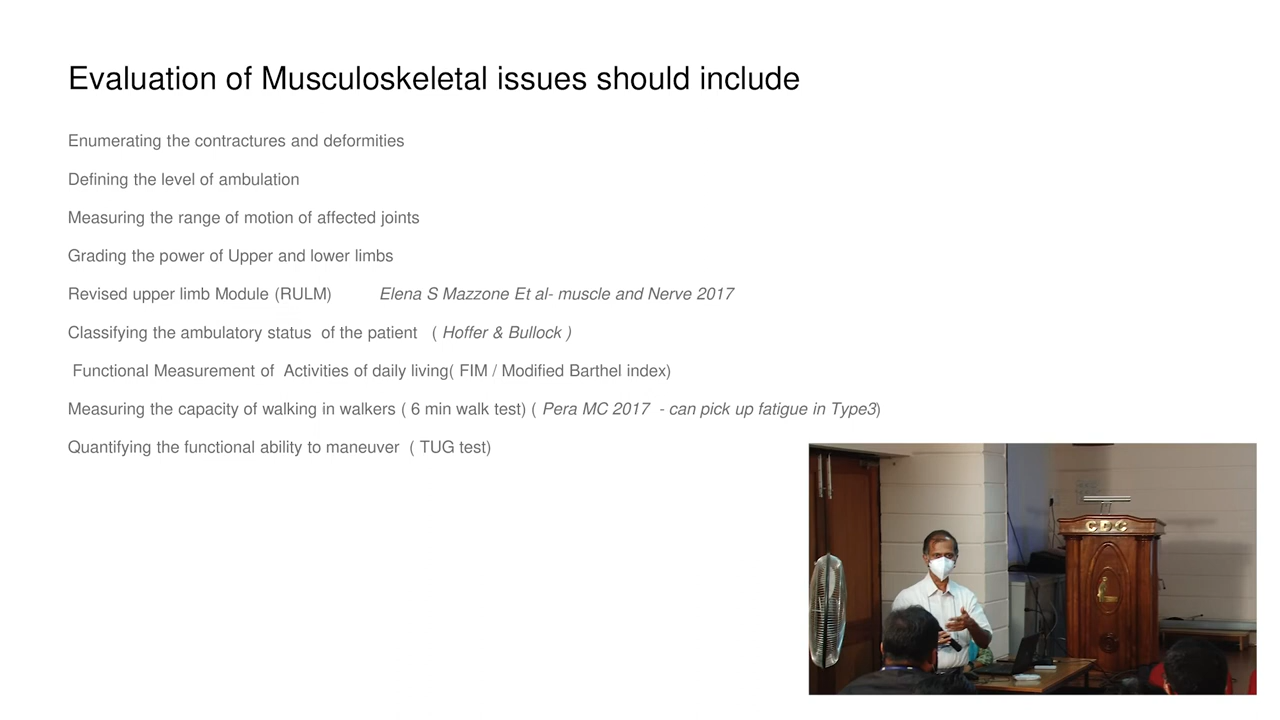 Evaluation of Musculoskeletal issues should include
Enumerating the contractures and deformities
Defining the level of ambulation
Measuring the range of motion of affected joints
Grading the power of Upper and lower limbs
Revised upper limb Module (RULM) Elena S Mazzone Et al- muscle and Nerve 2017
Classifying the ambulatory status of the patient ( Hoffer & Bullock )
Functional Measurement of Activities of daily living( FIM / Modified Barthel index)
Measuring the capacity of walking in walkers ( 6 min walk test) ( Pera MC 2017 - can pick up fatigue in Type3)
Quantifying the functional ability to maneuver ( TUG test)
CDC